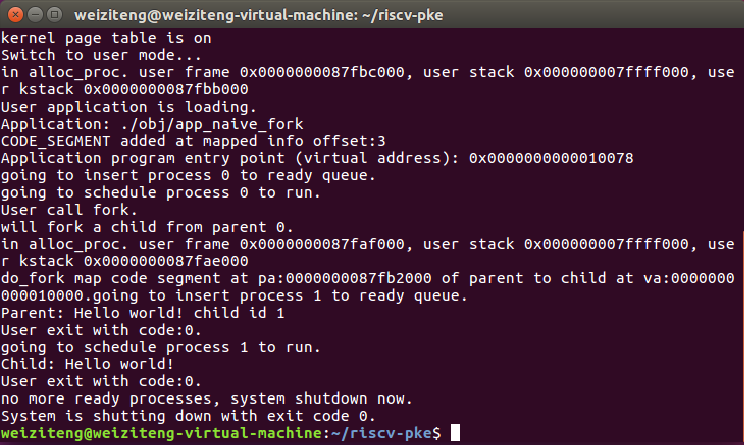 weiziteng@weiziteng-virtual-machine: ~/riscv-pke
kernel page table is on
Switch to user mode...
in alloc_proc. user frame 0x0000000087fbc000, user stack 0x000000007ffff000, use
r kstack 0x0000000087fbb000
User application is loading.
Application: ./obj/app_naive_fork
CODE_SEGMENT added at mapped info offset:3
Application program entry point (virtual address): 0x0000000000010078
going to insert process 0 to ready queue.
going to schedule process 0 to run.
User call fork.
will fork a child from parent 0.
in alloc_proc. user frame 0x0000000087faf000, user stack 0x000000007ffff000, use
r kstack 0x0000000087fae000
do_fork map code segment at pa:0000000087fb2000 of parent to child at va:0000000
000010000.going to insert process 1 to ready queue.
Parent: Hello world! child id 1
User exit with code:0.
going to schedule process 1 to run.
Child: Hello world!
User exit with code:0.
no more ready processes, system shutdown now.
System is shutting down with exit code 0.
weiziteng@weiziteng-virtual-machine:~/riscv-pke$